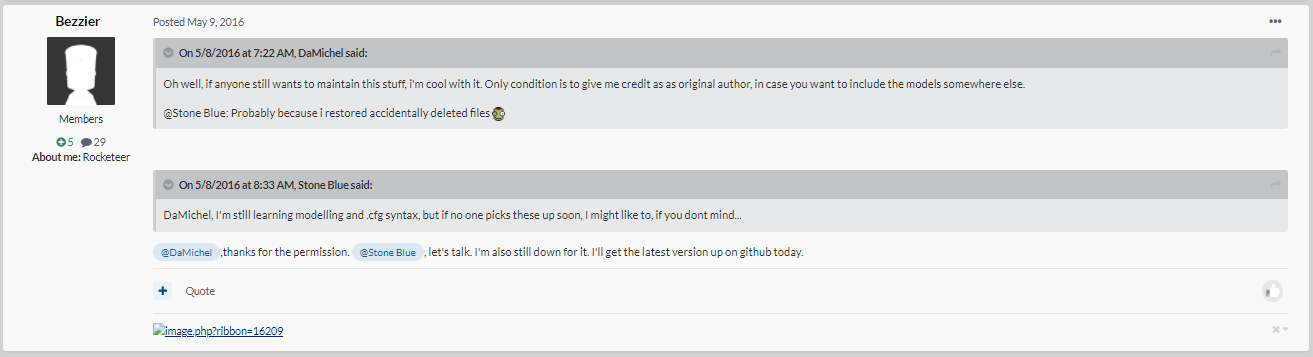 Bezzier
Posted May 9, 2016
On 5/8/2016 at 7:22 AM, DaMichel said:
Oh well, if anyone still wants to maintain this stuff, i'm cool with it. Only condition is to give me credit as as original author, in case you want to include the models somewhere else.
@Stone Blue: Probably because i restored accidentally deleted files
Members
5 29
About me: Rocketeer
On 5/8/2016 at 8:33 AM, Stone Blue said:
DaMichel, I'm still learning modelling and .cfg syntax, but if no one picks these up soon, I might like to, if you dont mind...
@DaMichel ,thanks for the permission. @Stone Blue , let's talk. I'm also still down for it. I'll get the latest version up on github today.
+ Quote
image.php?ribbon=16209